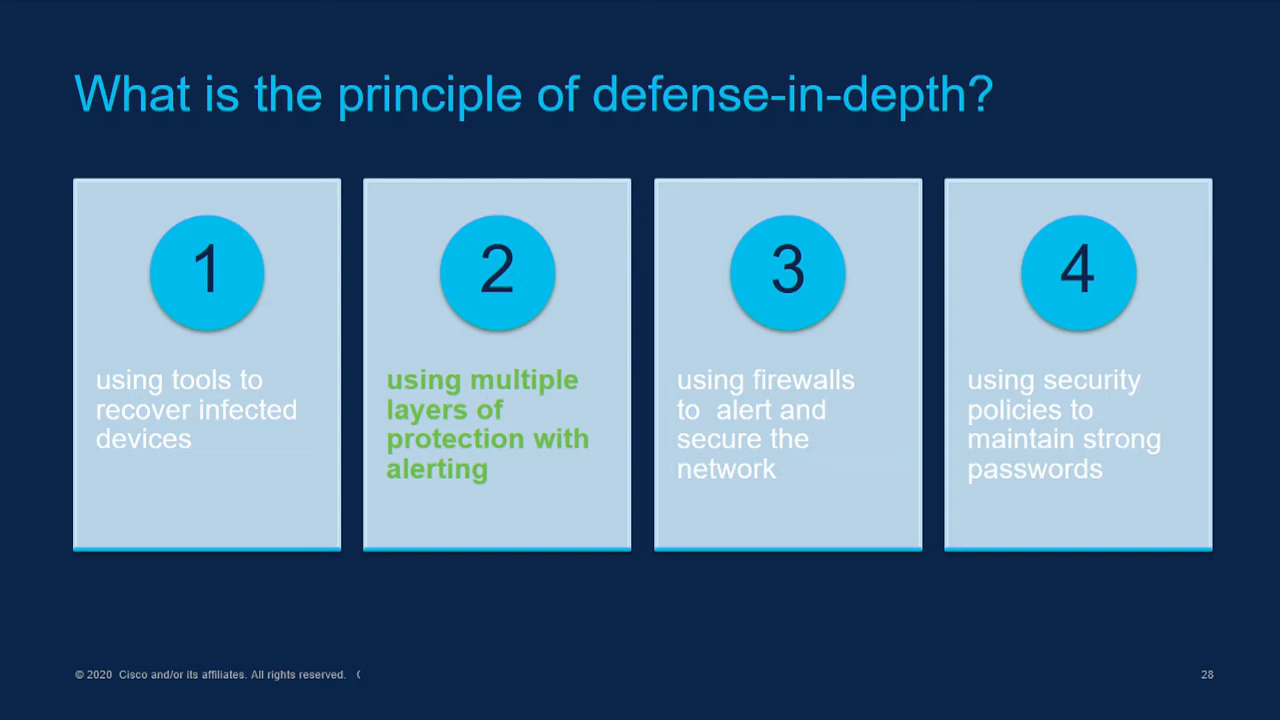 What is the principle of defense-in-depth?
1
using tools to
recover infected
devices
2
using multiple
layers of
protection with
alerting
3
using firewalls
to  alert and
secure the
network
4
using security
policies to
maintain strong
passwords
© 2020  Cisco and/or its affiliates. All rights reserved.
28